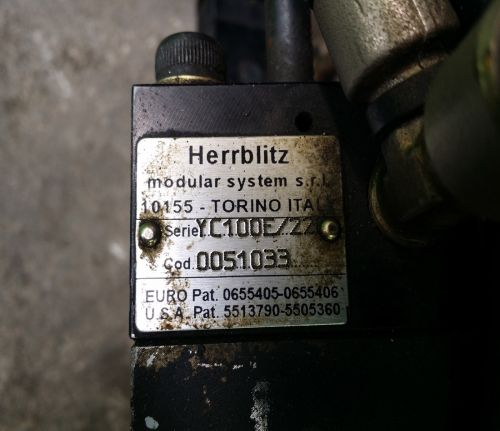 Herrblitz
modular system s.r.l.
10155 - TORINO ITALY
Serie YC100E/22
Cod. 0051033
EURO Pat. 0655405-0655406
U.S.A. Pat. 5513790-5505360